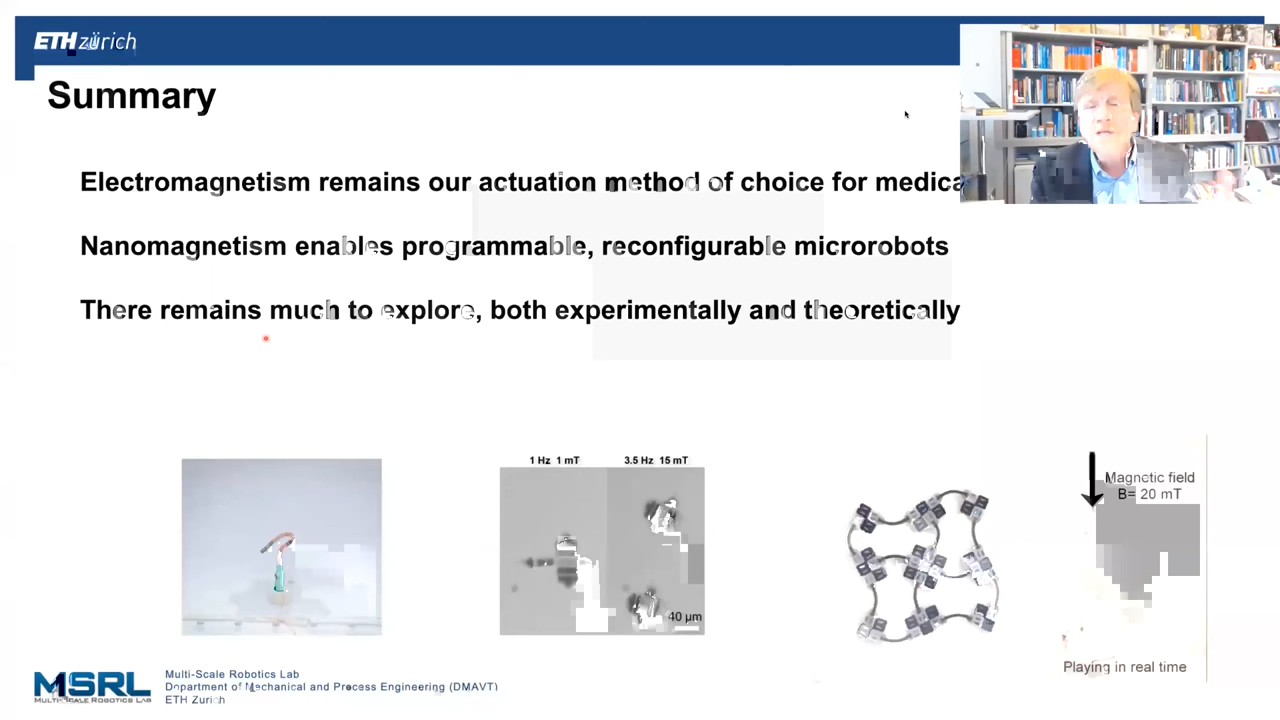 ETH zürich
Summary
Electromagnetism remains our actuation method of choice for medica
Nanomagnetism enables programmable, reconfigurable microrobots
There remains much to explore, both experimentally and theoretically
1 Hz 1 mT
3.5 Hz 15 mT
40 µm
Magnetic field
B= 20 mT
Playing in real time
MSRL
MULTI-SCALE ROBOTICS LAB
Multi-Scale Robotics Lab
Department of Mechanical and Process Engineering (DMAVT)
ETH Zurich